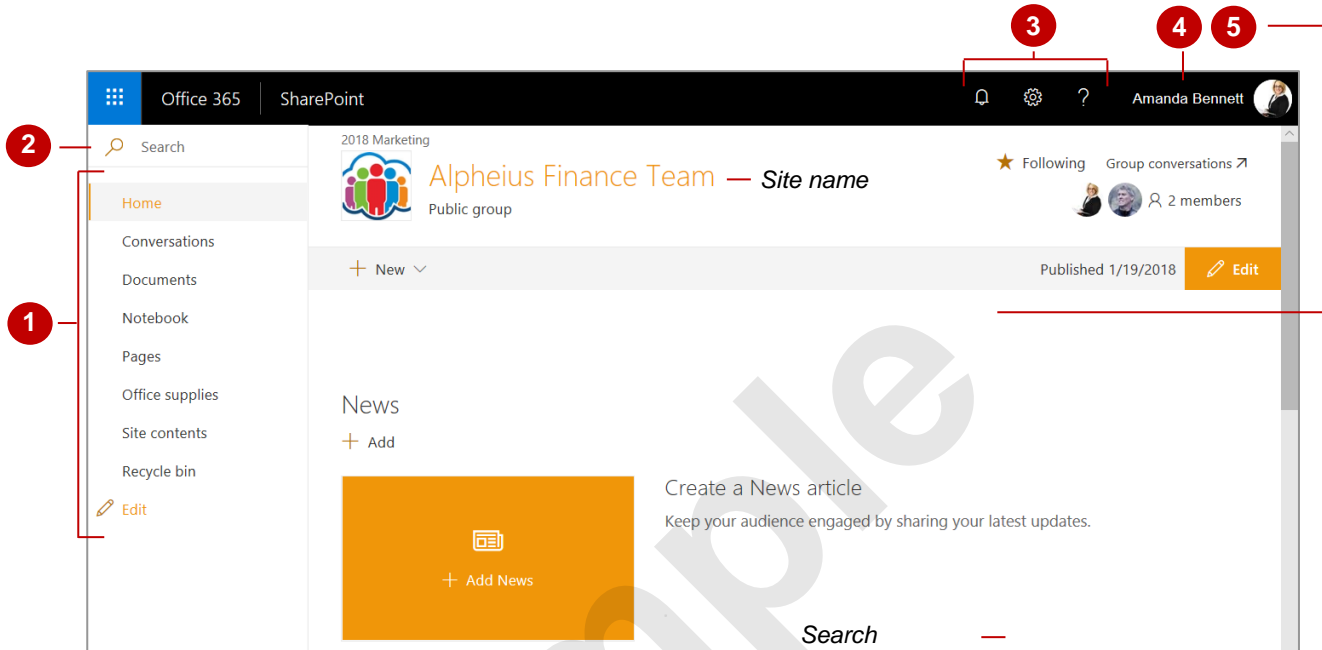 3
4 5
Office 365 SharePoint ? Amanda Bennett
2 Search
2018 Marketing
Alpheius Finance Team — Site name
Following Group conversations
Public group
2 members
1
Home
Conversations
Documents
Notebook
Pages
Office supplies
Site contents
Recycle bin
Edit
+ New Published 1/19/2018 Edit
News
+ Add
+ Add News
Create a News article
Keep your audience engaged by sharing your latest updates.
Search